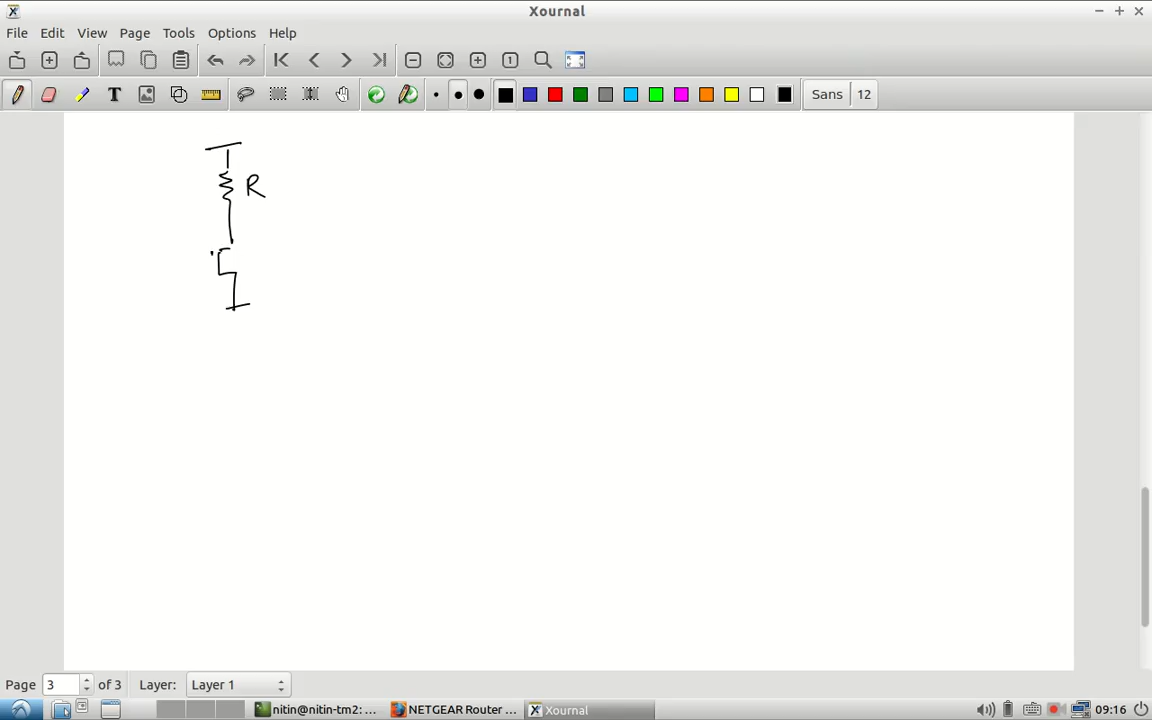 Xournal
File Edit View Page Tools Options Help
Sans 12
R
Page 3 of 3 Layer: Layer 1
nitin@nitin-tm2: ... NETGEAR Router ... Xournal 09:16